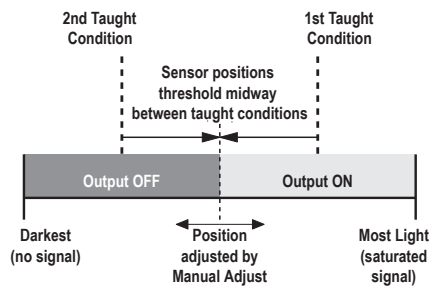 2nd Taught
Condition
1st Taught
Condition
Sensor positions
threshold midway
between taught conditions
Output OFF
Output ON
Darkest
(no signal)
Position
adjusted by
Manual Adjust
Most Light
(saturated
signal)